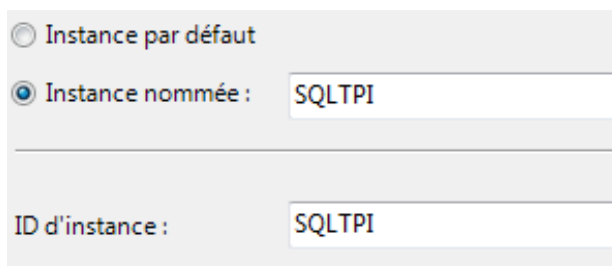 Instance par défaut
Instance nommée : SQLTPI
ID d'instance : SQLTPI